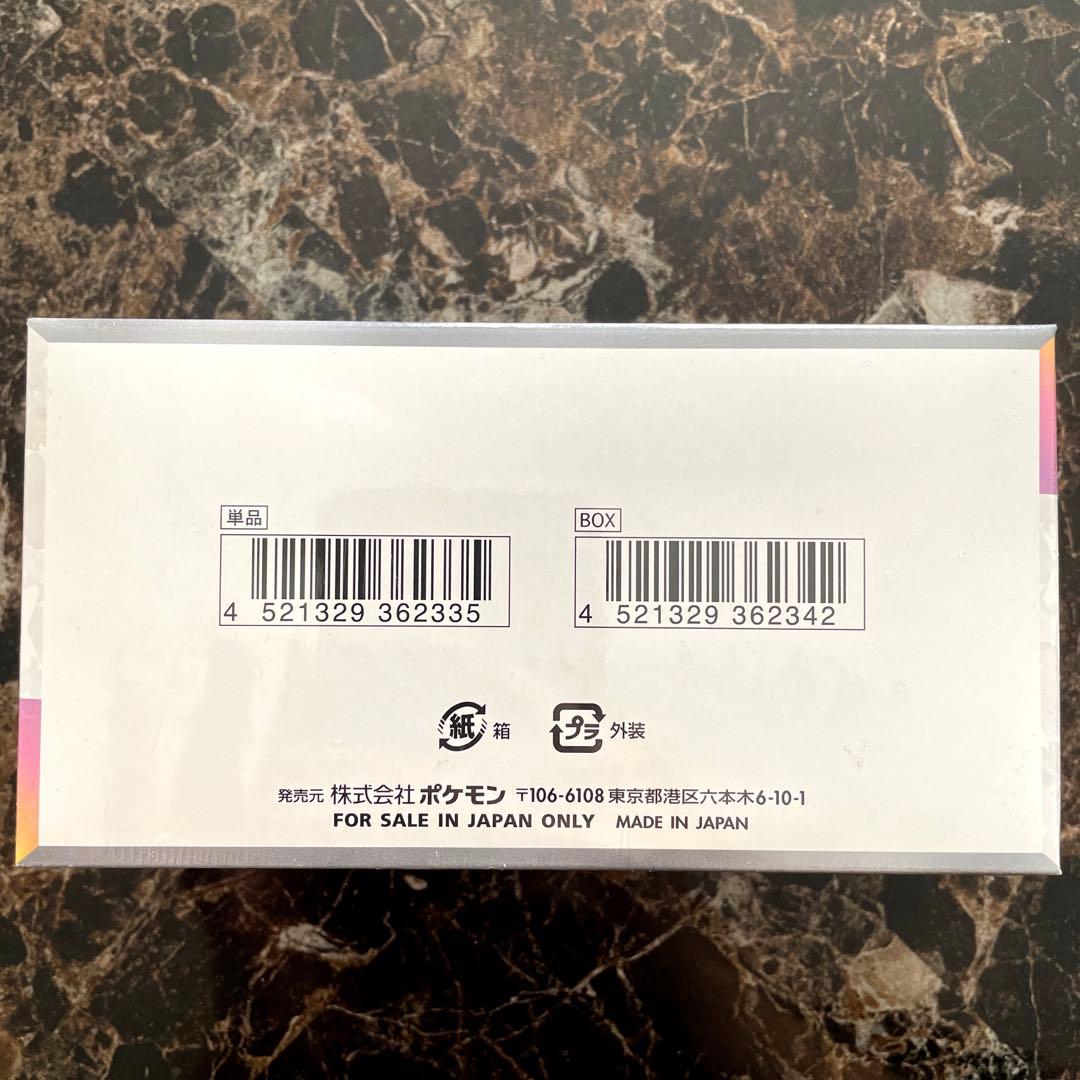 単品
4 521329 362335
BOX
4 521329 362342
紙 箱 プラ 外装
発売元 株式会社ポケモン 〒106-6108 東京都港区六本木6-10-1
FOR SALE IN JAPAN ONLY MADE IN JAPAN